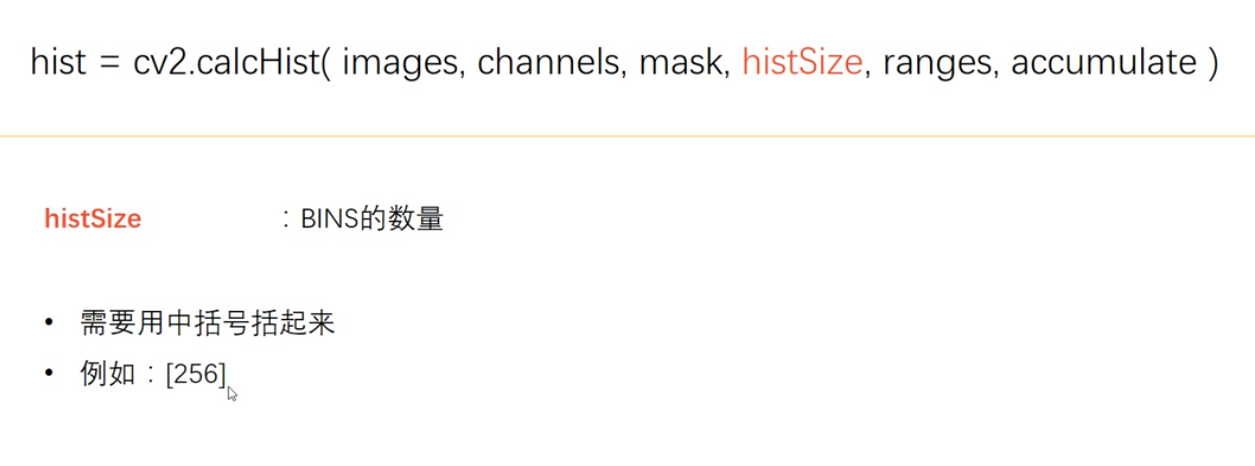 hist = cv2.calcHist( images, channels, mask, histSize, ranges, accumulate )
histSize ：BINS的数量
• 需要用中括号括起来
• 例如：[256]